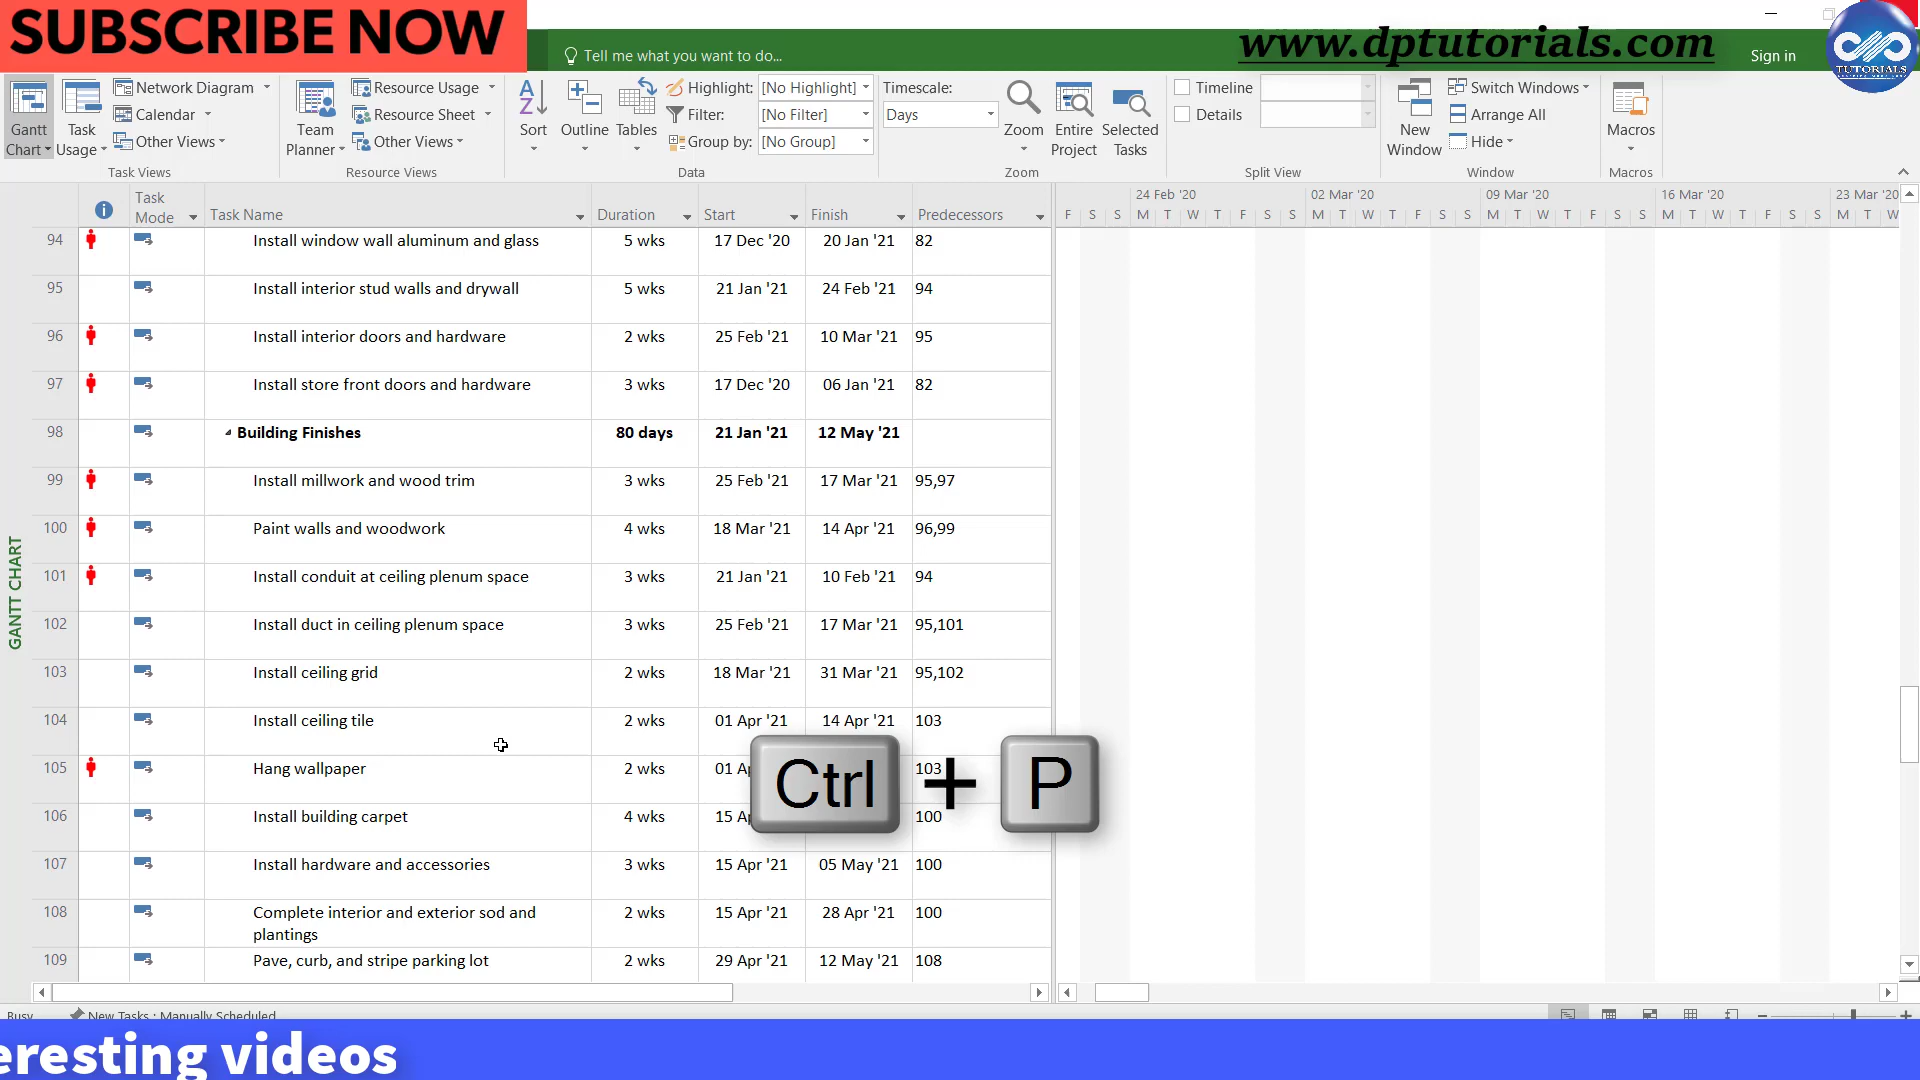 SUBSCRIBE NOW
Tell me what you want to do...
www.dptutorials.com
Sign in
TUTORIALS
Gantt Chart
Task Usage
Network Diagram
Calendar
Other Views
Task Views
Team Planner
Resource Usage
Resource Sheet
Other Views
Resource Views
Sort
Outline
Tables
Highlight: [No Highlight]
Filter: [No Filter]
Group by: [No Group]
Data
Timescale:
Days
Zoom
Entire Project
Selected Tasks
Zoom
Timeline
Details
Split View
New Window
Switch Windows
Arrange All
Hide
Window
Macros
Macros
Task Mode Task Name Duration Start Finish Predecessors
24 Feb '20 02 Mar '20 09 Mar '20 16 Mar '20 23 Mar '20
F S S M T W T F S S M T W T F S S M T W T F S S M T W T F S S M T W
94 Install window wall aluminum and glass 5 wks 17 Dec '20 20 Jan '21 82
95 Install interior stud walls and drywall 5 wks 21 Jan '21 24 Feb '21 94
96 Install interior doors and hardware 2 wks 25 Feb '21 10 Mar '21 95
97 Install store front doors and hardware 3 wks 17 Dec '20 06 Jan '21 82
98 Building Finishes 80 days 21 Jan '21 12 May '21
99 Install millwork and wood trim 3 wks 25 Feb '21 17 Mar '21 95,97
100 Paint walls and woodwork 4 wks 18 Mar '21 14 Apr '21 96,99
101 Install conduit at ceiling plenum space 3 wks 21 Jan '21 10 Feb '21 94
102 Install duct in ceiling plenum space 3 wks 25 Feb '21 17 Mar '21 95,101
103 Install ceiling grid 2 wks 18 Mar '21 31 Mar '21 95,102
104 Install ceiling tile 2 wks 01 Apr '21 14 Apr '21 103
105 Hang wallpaper 2 wks 01 103
106 Install building carpet 4 wks 15 100
107 Install hardware and accessories 3 wks 15 Apr '21 05 May '21 100
108 Complete interior and exterior sod and plantings 2 wks 15 Apr '21 28 Apr '21 100
109 Pave, curb, and stripe parking lot 2 wks 29 Apr '21 12 May '21 108
GANTT CHART
Ctrl + P
Busy New Tasks : Manually Scheduled
eresting videos